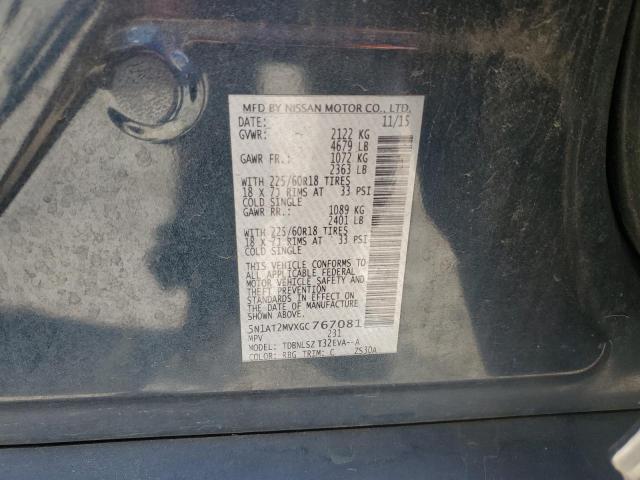 MFD BY NISSAN MOTOR CO., LTD.
DATE: 11/15
GVWR: 2122 KG
4679 LB
GAWR FR.: 1072 KG
2363 LB
WITH 225/60R18 TIRES
18 X 7J RIMS AT 33 PSI
COLD SINGLE
GAWR RR.: 1089 KG
2401 LB
WITH 225/60R18 TIRES
18 X 7J RIMS AT 33 PSI
COLD SINGLE
THIS VEHICLE CONFORMS TO
ALL APPLICABLE FEDERAL
MOTOR VEHICLE SAFETY AND
THEFT PREVENTION
STANDARDS IN EFFECT ON
THE DATE OF MANUFACTURE
SHOWN ABOVE.
5N1AT2MVXGC767081
MPV 231
MODEL: TDBNLSZ T32EVA--A
COLOR: RBG TRIM: C ZS30A